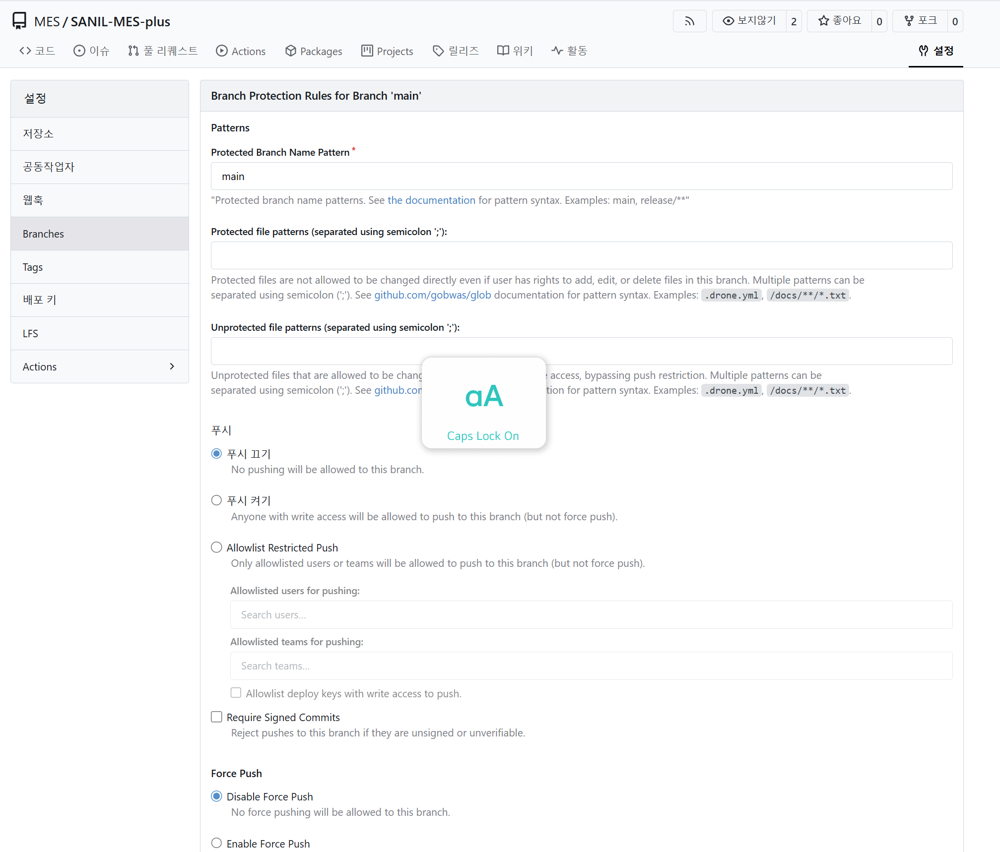 MES / SANIL-MES-plus
보지않기 2
좋아요 0
포크 0
코드
이슈
풀 리퀘스트
Actions
Packages
Projects
릴리즈
위키
활동
설정
설정
저장소
공동작업자
웹훅
Branches
Tags
배포 키
LFS
Actions
Branch Protection Rules for Branch 'main'
Patterns
Protected Branch Name Pattern *
main
"Protected branch name patterns. See the documentation for pattern syntax. Examples: main, release/**"
Protected file patterns (separated using semicolon ';'):
Protected files are not allowed to be changed directly even if user has rights to add, edit, or delete files in this branch. Multiple patterns can be
separated using semicolon (';'). See github.com/gobwas/glob documentation for pattern syntax. Examples: .drone.yml, /docs/**/*.txt.
Unprotected file patterns (separated using semicolon ';'):
Unprotected files that are allowed to be access, bypassing push restriction. Multiple patterns can be
separated using semicolon (';'). See for pattern syntax. Examples: .drone.yml, /docs/**/*.txt.
aA
Caps Lock On
푸시
푸시 끄기
No pushing will be allowed to this branch.
푸시 켜기
Anyone with write access will be allowed to push to this branch (but not force push).
Allowlist Restricted Push
Only allowlisted users or teams will be allowed to push to this branch (but not force push).
Allowlisted users for pushing:
Search users...
Allowlisted teams for pushing:
Search teams...
Allowlist deploy keys with write access to push.
Require Signed Commits
Reject pushes to this branch if they are unsigned or unverifiable.
Force Push
Disable Force Push
No force pushing will be allowed to this branch.
Enable Force Push